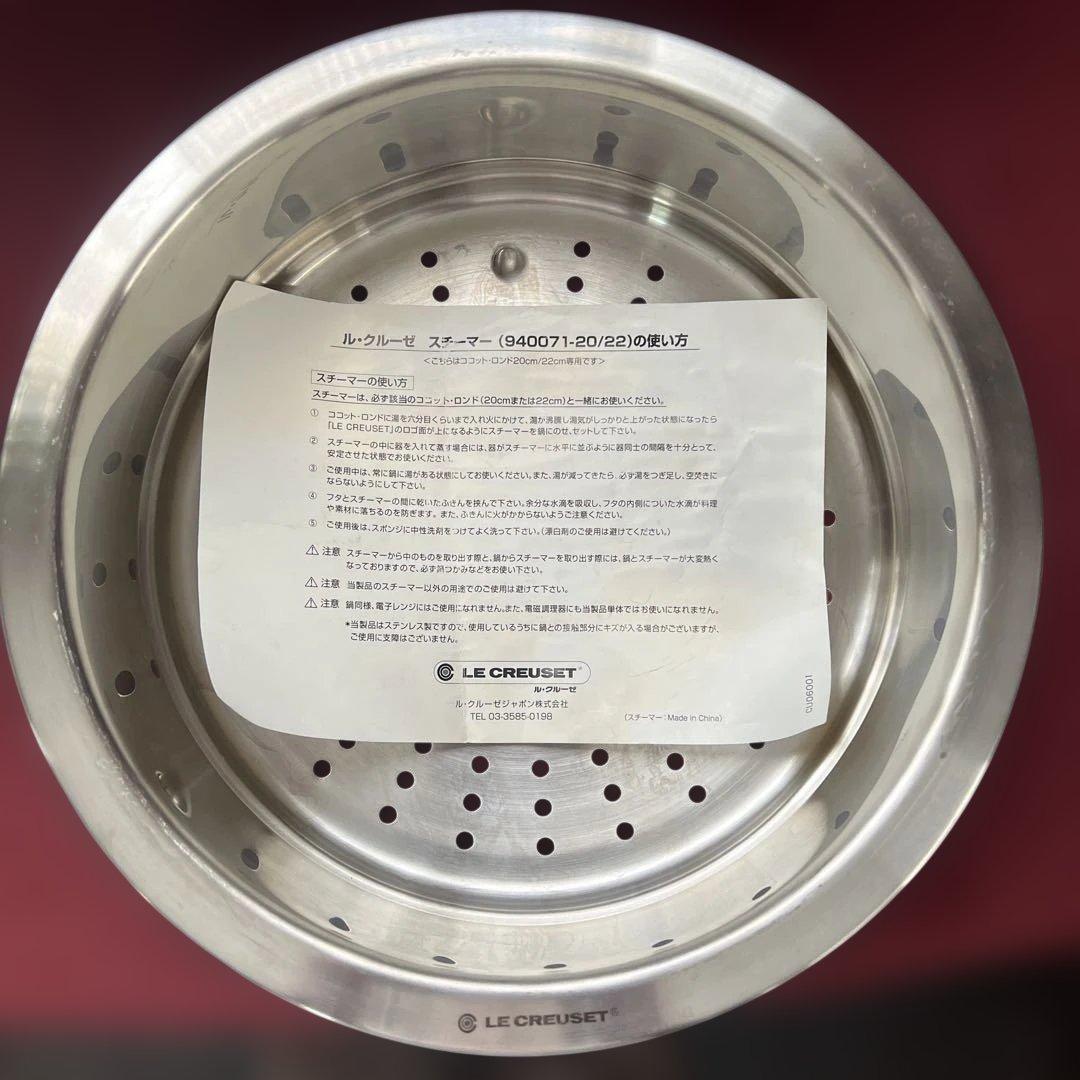 ル・クルーゼ スチーマー（940071-20/22）の使い方
＜こちらはココット・ロンド20cm/22cm専用です＞
スチーマーの使い方
スチーマーは、必ず該当のココット・ロンド（20cmまたは22cm）と一緒にお使いください。
① ココット・ロンドに湯を六分目くらいまで入れ火にかけて、湯が沸騰し湯気がしっかりと上がった状態になったら
「LE CREUSET」のロゴ面が上になるようにスチーマーを鍋にのせ、セットして下さい。
② スチーマーの中に器を入れて蒸す場合には、器がスチーマーに水平に並ぶように器同士の間隔を十分とって、
安定させた状態でお使いください。
③ ご使用中は、常に鍋に湯がある状態にしてお使いください。また、湯が減ってきたら、必ず湯をつぎ足し、空焚きに
ならないようにして下さい。
④ フタとスチーマーの間に乾いたふきんを挟んで下さい。余分な水滴を吸収し、フタの内側についた水滴が料理
や素材に落ちるのを防ぎます。また、ふきんに火がかからないようご注意ください。
⑤ ご使用後は、スポンジに中性洗剤をつけてよく洗って下さい。（漂白剤のご使用は避けてください。）
⚠ 注意 スチーマーから中のものを取り出す際と、鍋からスチーマーを取り出す際には、鍋とスチーマーが大変熱く
なっておりますので、必ず鍋つかみなどをお使い下さい。
⚠ 注意 当製品のスチーマー以外の用途でのご使用は避けて下さい。
⚠ 注意 鍋同様、電子レンジにはご使用になれません。また、電磁調理器にも当製品単体ではお使いになれません。
＊当製品はステンレス製ですので、使用しているうちに鍋との接触部分にキズが入る場合がございますが、
ご使用に支障はございません。
LE CREUSET®
ル・クルーゼ
ル・クルーゼジャポン株式会社
TEL 03-3585-0198
（スチーマー：Made in China）
CU06001
LE CREUSET®